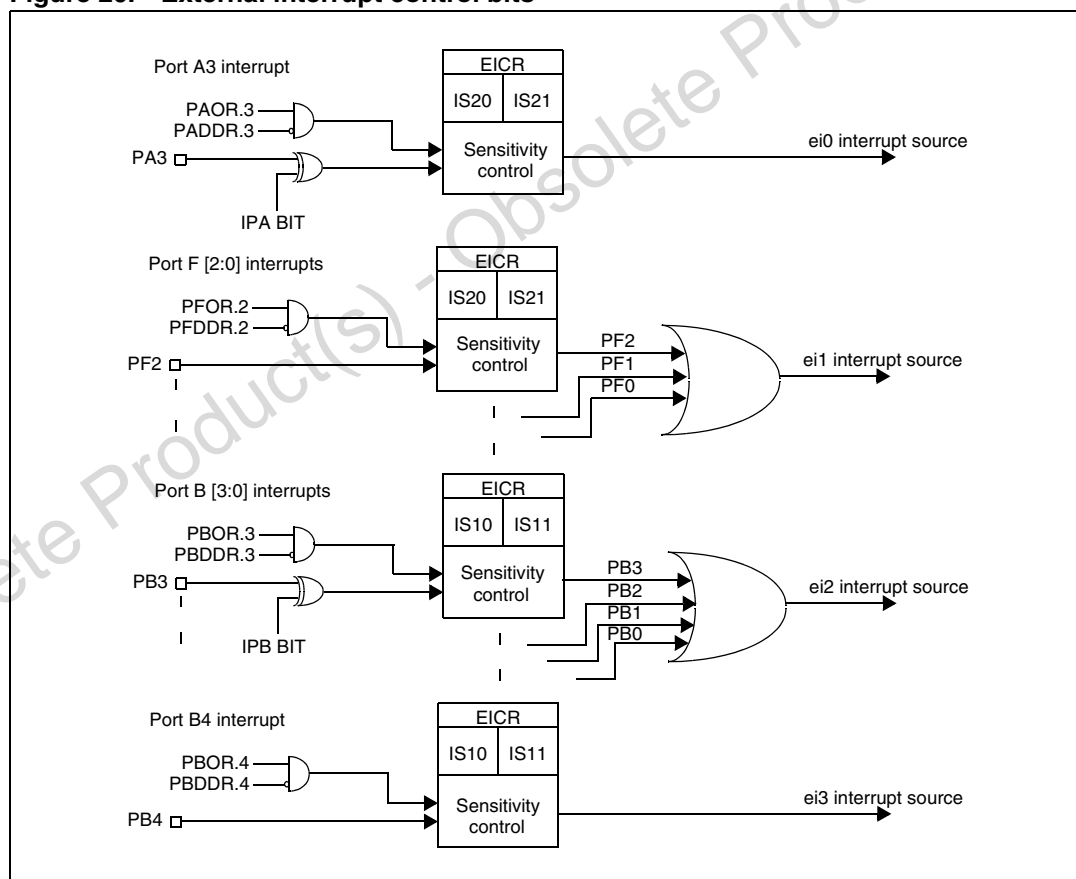 Figure 20. External interrupt control bits
Port A3 interrupt
EICR
IS20 IS21
PAOR.3
PADDR.3
PA3
Sensitivity
control
ei0 interrupt source
IPA BIT
Port F [2:0] interrupts
EICR
IS20 IS21
PFOR.2
PFDDR.2
PF2
Sensitivity
control
PF2
PF1
PF0
ei1 interrupt source
Port B [3:0] interrupts
EICR
IS10 IS11
PBOR.3
PBDDR.3
PB3
Sensitivity
control
PB3
PB2
PB1
PB0
ei2 interrupt source
IPB BIT
Port B4 interrupt
EICR
IS10 IS11
PBOR.4
PBDDR.4
PB4
Sensitivity
control
ei3 interrupt source
ete Product(s) - Obsolete Pro